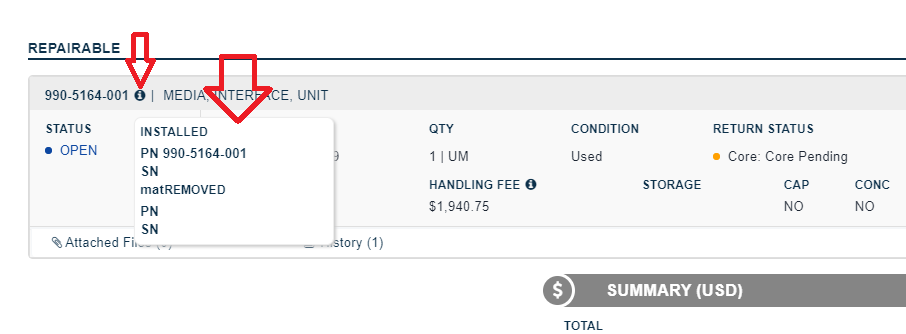 REPAIRABLE
990-5164-001 | MEDIA, INTERFACE, UNIT
STATUS
OPEN
INSTALLED
PN 990-5164-001
SN
matREMOVED
PN
SN
9
QTY
1 | UM
CONDITION
Used
RETURN STATUS
Core: Core Pending
HANDLING FEE
$1,940.75
STORAGE
CAP
NO
CONC
NO
Attached Files (0)
History (1)
$ SUMMARY (USD)
TOTAL